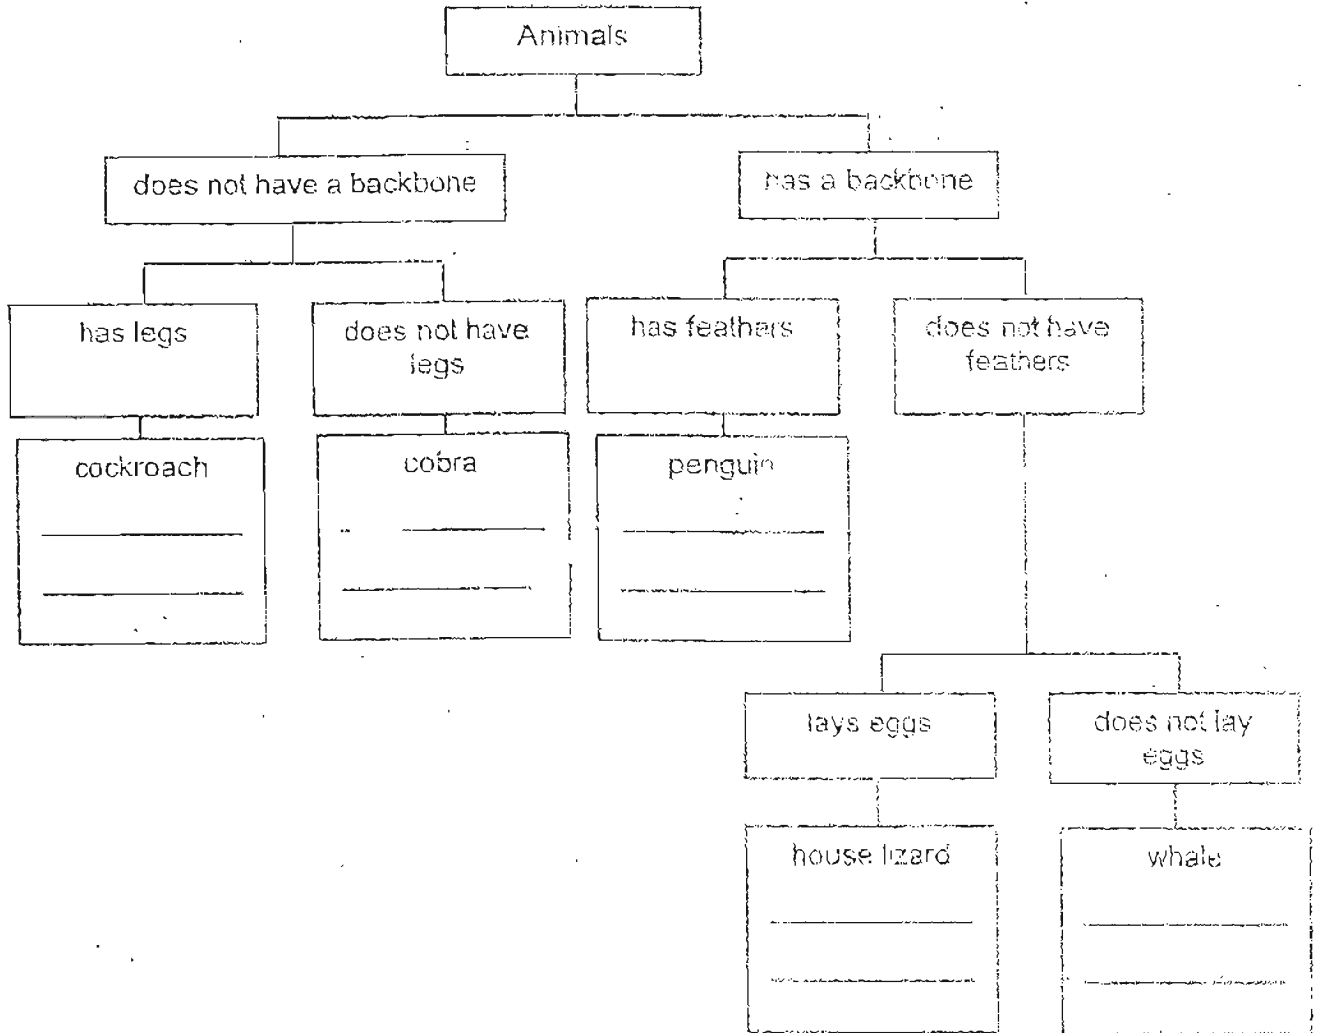 Animals
does not have a backbone
has a backbone
has legs
does not have
legs
has feathers
does not have
feathers
cockroach
cobra
penguin
lays eggs
does not lay
eggs
house lizard
whale